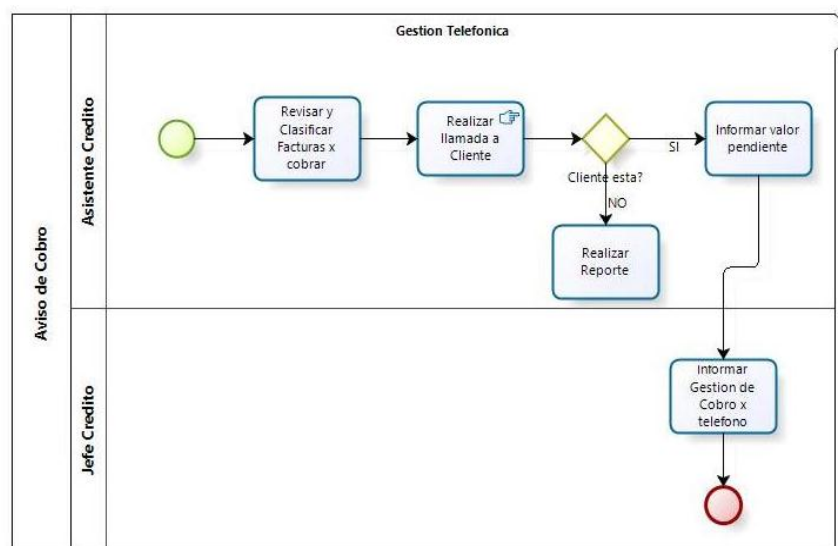 Gestion Telefonica
Aviso de Cobro
Asistente Credito
Revisar y
Clasificar
Facturas x
cobrar
Realizar
llamada a
Cliente
Cliente esta?
SI
NO
Informar valor
pendiente
Realizar
Reporte
Jefe Credito
Informar
Gestion de
Cobro x
telefono